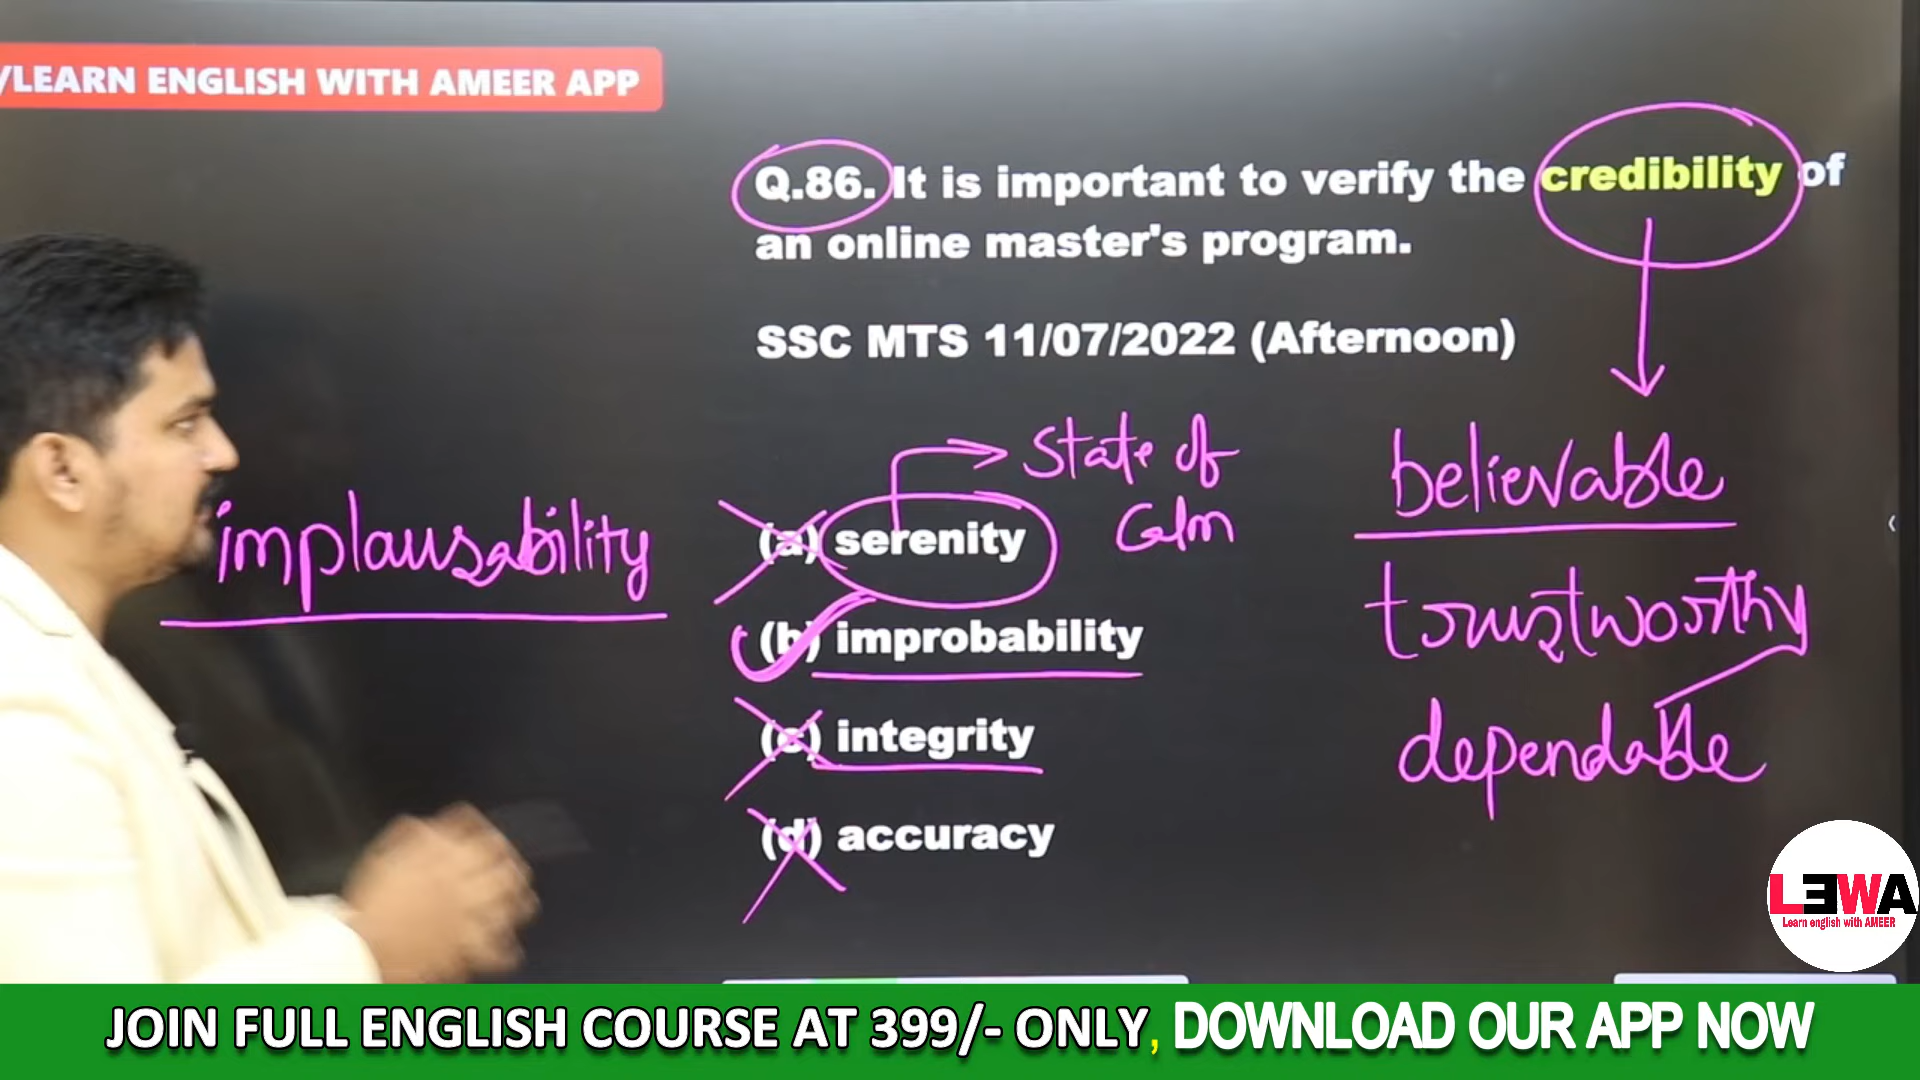 /LEARN ENGLISH WITH AMEER APP
Q.86. It is important to verify the credibility of
an online master's program.
SSC MTS 11/07/2022 (Afternoon)
State of
Calm
believable
implausability
(a) serenity
trustworthy
(b) improbability
(c) integrity
dependable
(d) accuracy
LEWA
Learn english with AMEER
JOIN FULL ENGLISH COURSE AT 399/- ONLY, DOWNLOAD OUR APP NOW